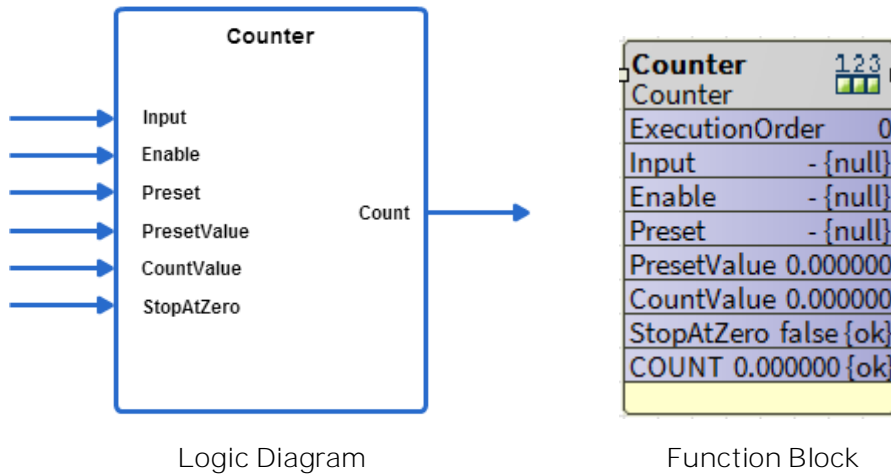 Counter
Input
Enable
Preset
PresetValue
CountValue
StopAtZero
Count
Logic Diagram
Counter
123
Counter
ExecutionOrder 0
Input - {null}
Enable - {null}
Preset - {null}
PresetValue 0.000000
CountValue 0.000000
StopAtZero false {ok}
COUNT 0.000000 {ok}
Function Block